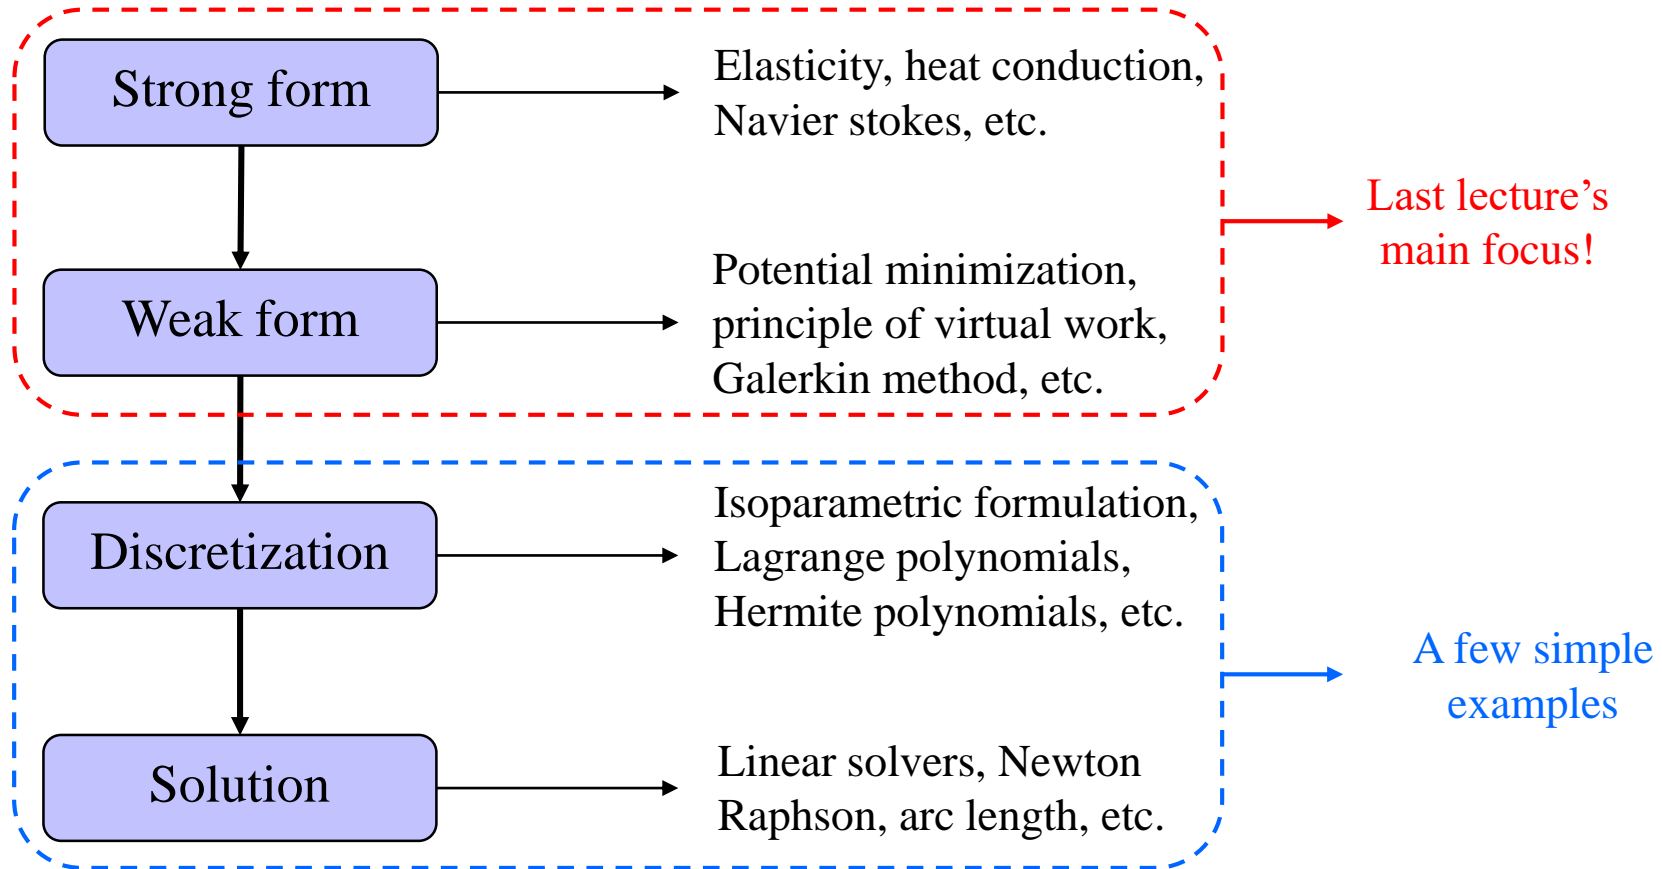 Strong form
Elasticity, heat conduction,
Navier stokes, etc.
Last lecture’s
main focus!
Weak form
Potential minimization,
principle of virtual work,
Galerkin method, etc.
Discretization
Isoparametric formulation,
Lagrange polynomials,
Hermite polynomials, etc.
A few simple
examples
Solution
Linear solvers, Newton
Raphson, arc length, etc.